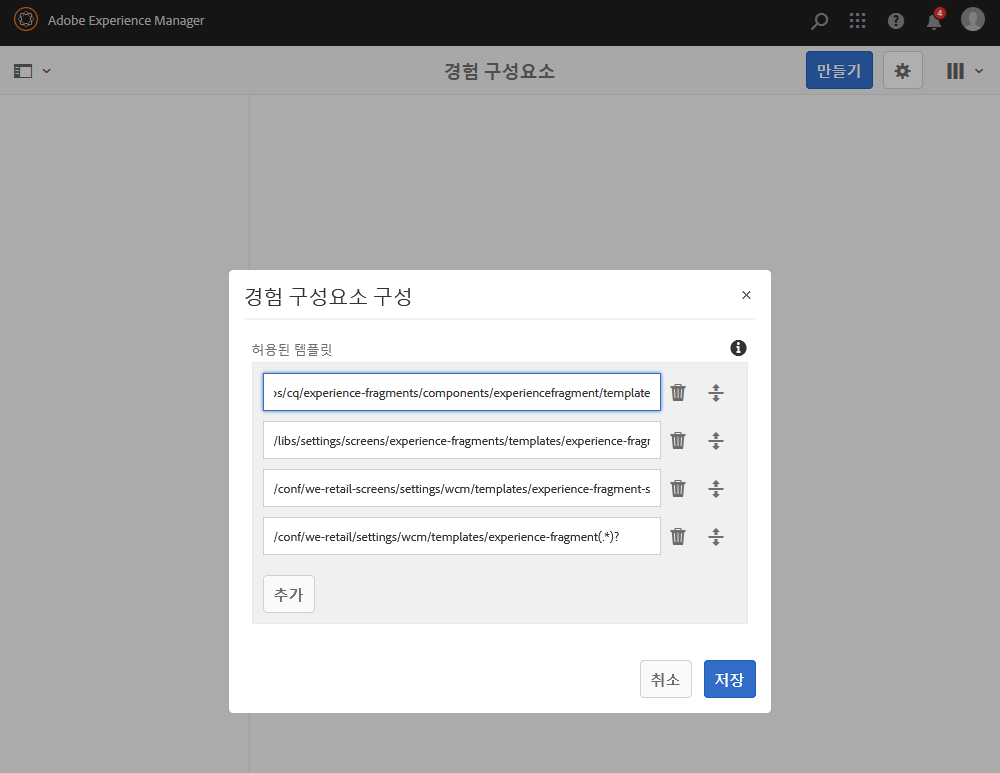 Adobe Experience Manager
4
경험 구성요소
만들기
경험 구성요소 구성
허용된 템플릿
/cq/experience-fragments/components/experiencefragment/template
/libs/settings/screens/experience-fragments/templates/
/conf/we-retail-screens/settings/wcm/templates/experience-fragment-s
/conf/we-retail/settings/wcm/templates/experience-fragment(.*)?
추가
취소 저장